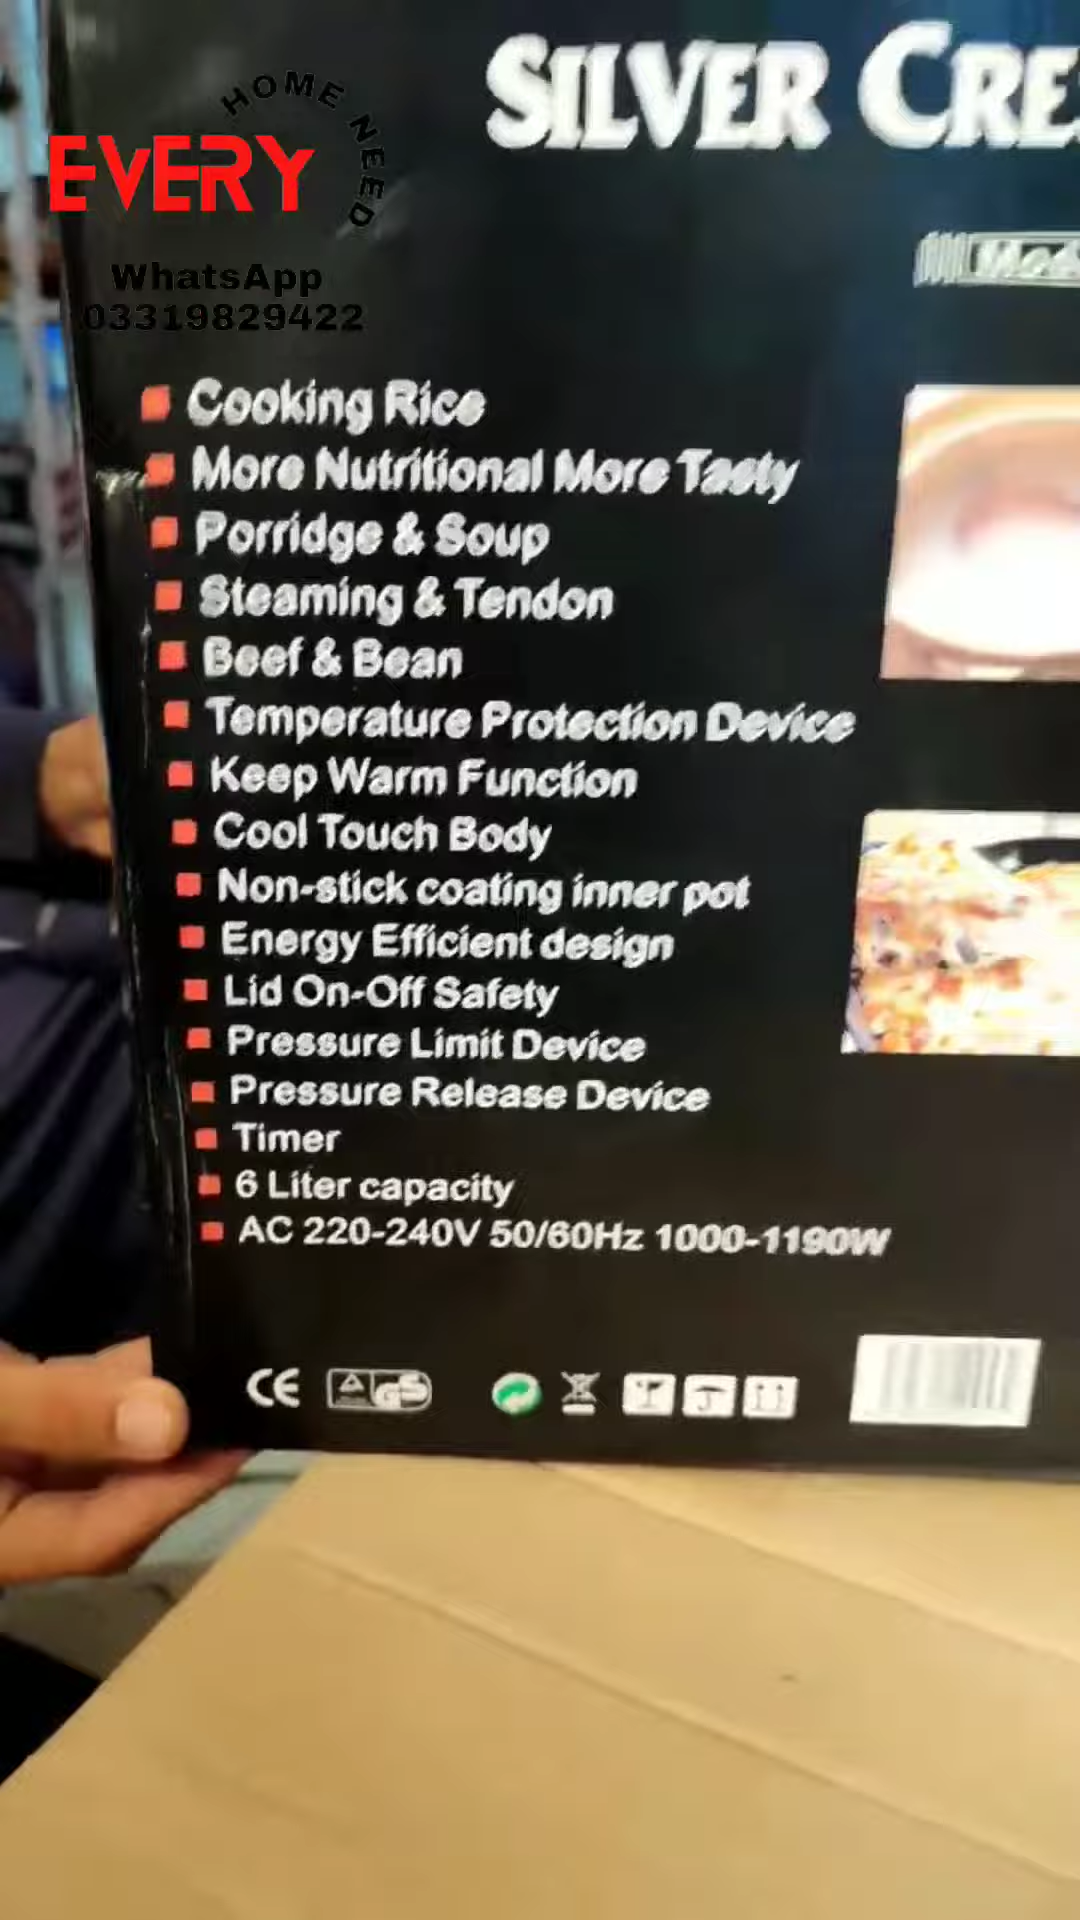 SILVER CRE
HOME NEED
EVERY
WhatsApp
03319829422
Cooking Rice
More Nutritional More Tasty
Porridge & Soup
Steaming & Tendon
Beef & Bean
Temperature Protection Device
Keep Warm Function
Cool Touch Body
Non-stick coating inner pot
Energy Efficient design
Lid On-Off Safety
Pressure Limit Device
Pressure Release Device
Timer
6 Liter capacity
AC 220-240V 50/60Hz 1000-1190W
CE GS